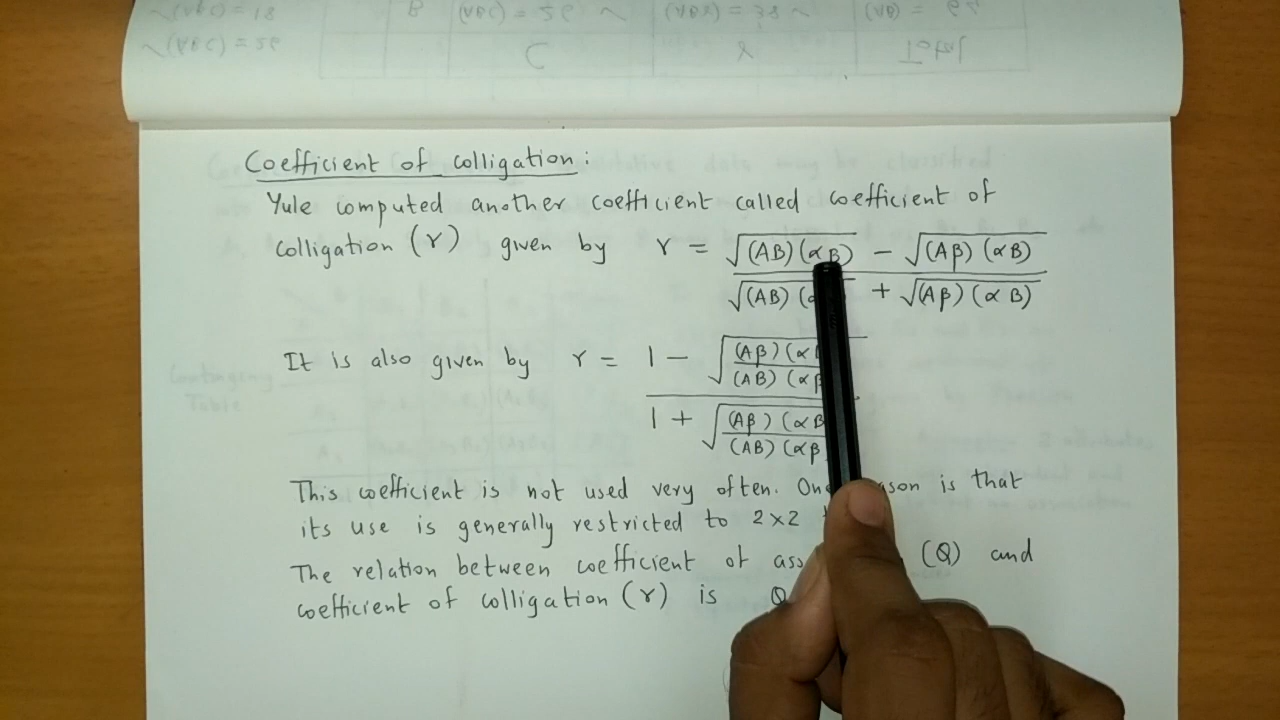 Coefficient of colligation:
Yule computed another coefficient called coefficient of
colligation (γ) given by γ = √(AB)(αβ) − √(Aβ)(αB)
√(AB)( + √(Aβ)(αB)
It is also given by γ = 1 − √(Aβ)(α
(AB)(αβ
1 + √(Aβ)(αB
(AB)(αβ
This coefficient is not used very often. One is that
its use is generally restricted to 2×2
The relation between coefficient of (Q) and
coefficient of colligation (γ) is Q